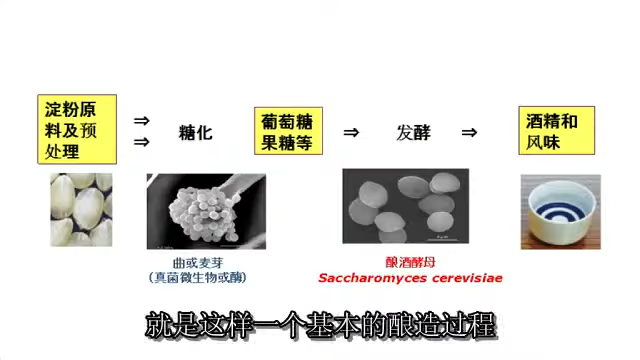 淀粉原
料及预
处理
⇒
⇒
糖化
葡萄糖
果糖等
⇒
发酵
⇒
酒精和
风味
曲或麦芽
(真菌微生物或酶)
酿酒酵母
Saccharomyces cerevisiae
就是这样一个基本的酿造过程